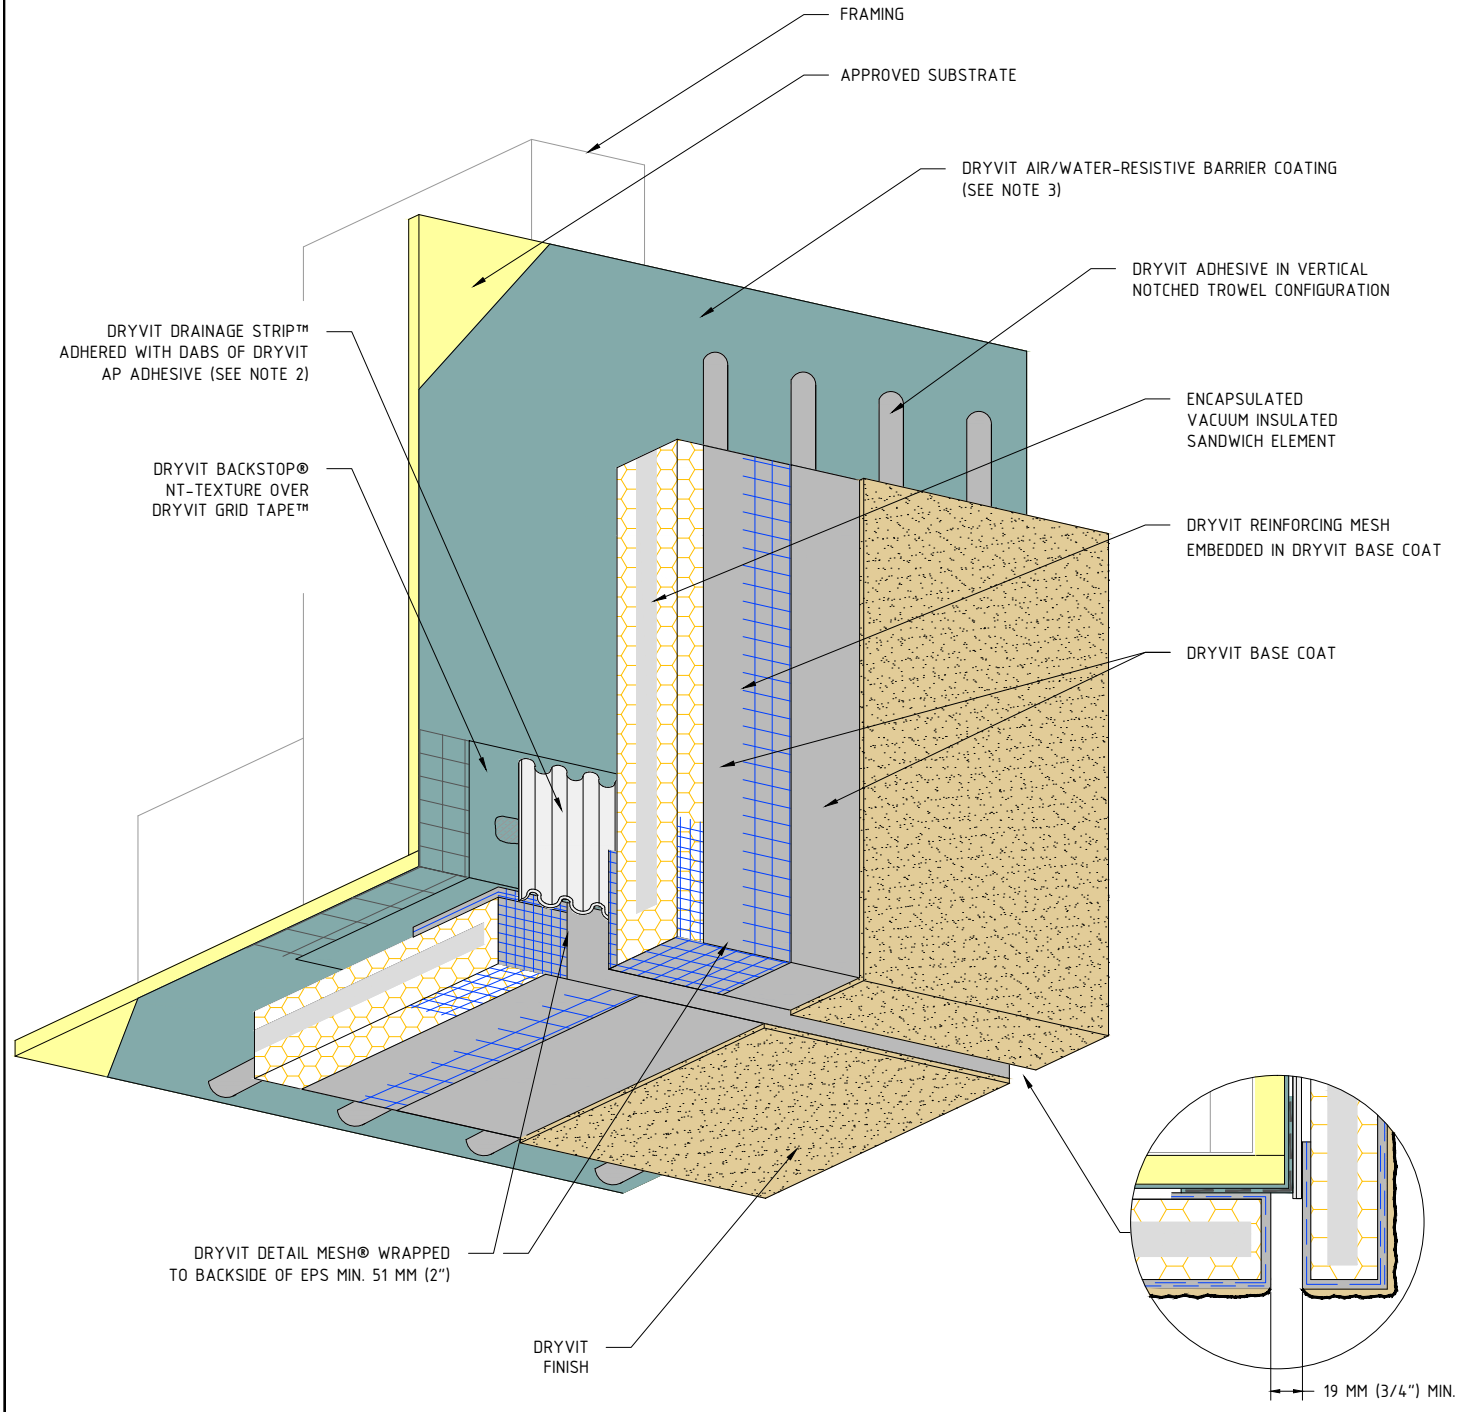 FRAMING
APPROVED SUBSTRATE
DRYVIT AIR/WATER-RESISTIVE BARRIER COATING
(SEE NOTE 3)
DRYVIT ADHESIVE IN VERTICAL
NOTCHED TROWEL CONFIGURATION
DRYVIT DRAINAGE STRIP™
ADHERED WITH DABS OF DRYVIT
AP ADHESIVE (SEE NOTE 2)
ENCAPSULATED
VACUUM INSULATED
SANDWICH ELEMENT
DRYVIT BACKSTOP®
NT-TEXTURE OVER
DRYVIT GRID TAPE™
DRYVIT REINFORCING MESH
EMBEDDED IN DRYVIT BASE COAT
DRYVIT BASE COAT
DRYVIT DETAIL MESH® WRAPPED
TO BACKSIDE OF EPS MIN. 51 MM (2")
DRYVIT
FINISH
19 MM (3/4") MIN.